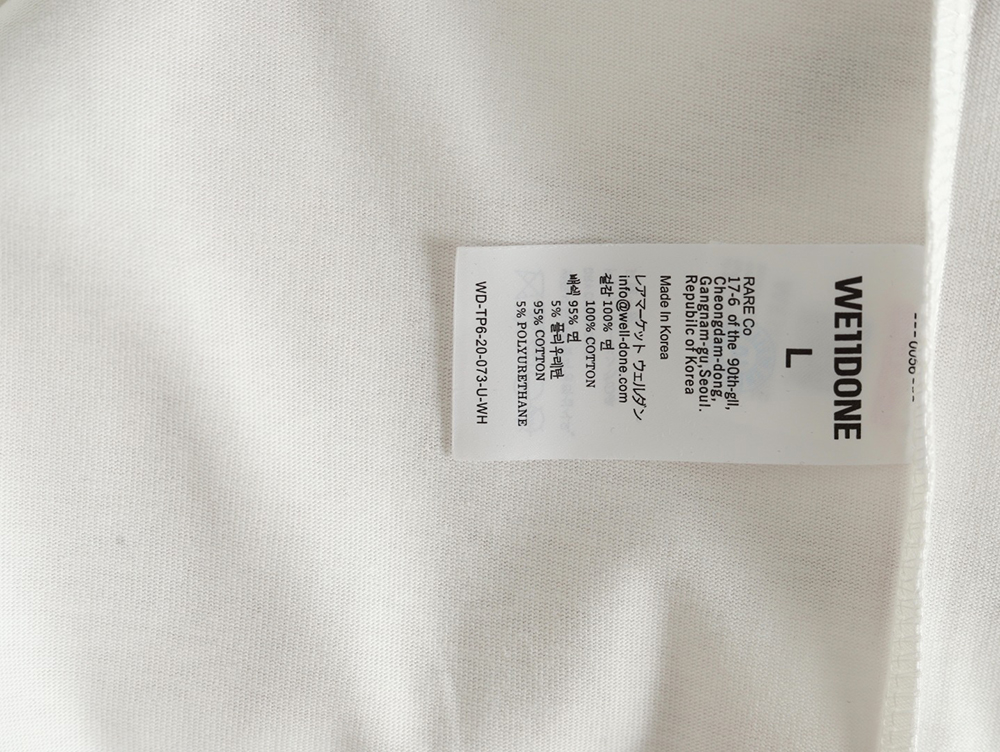 WE11DONE
L
RARE Co
17-6 of the 90th-gil,
Cheongdam-dong,
Gangnam-gu,Seoul.
Republic of Korea
Made In Korea
レアマーケット ウェルダン
info@well-done.com
겉감 100% 면
100% COTTON
배색 95% 면
5% 폴리우레탄
95% COTTON
5% POLYURETHANE
WD-TP6-20-073-U-WH